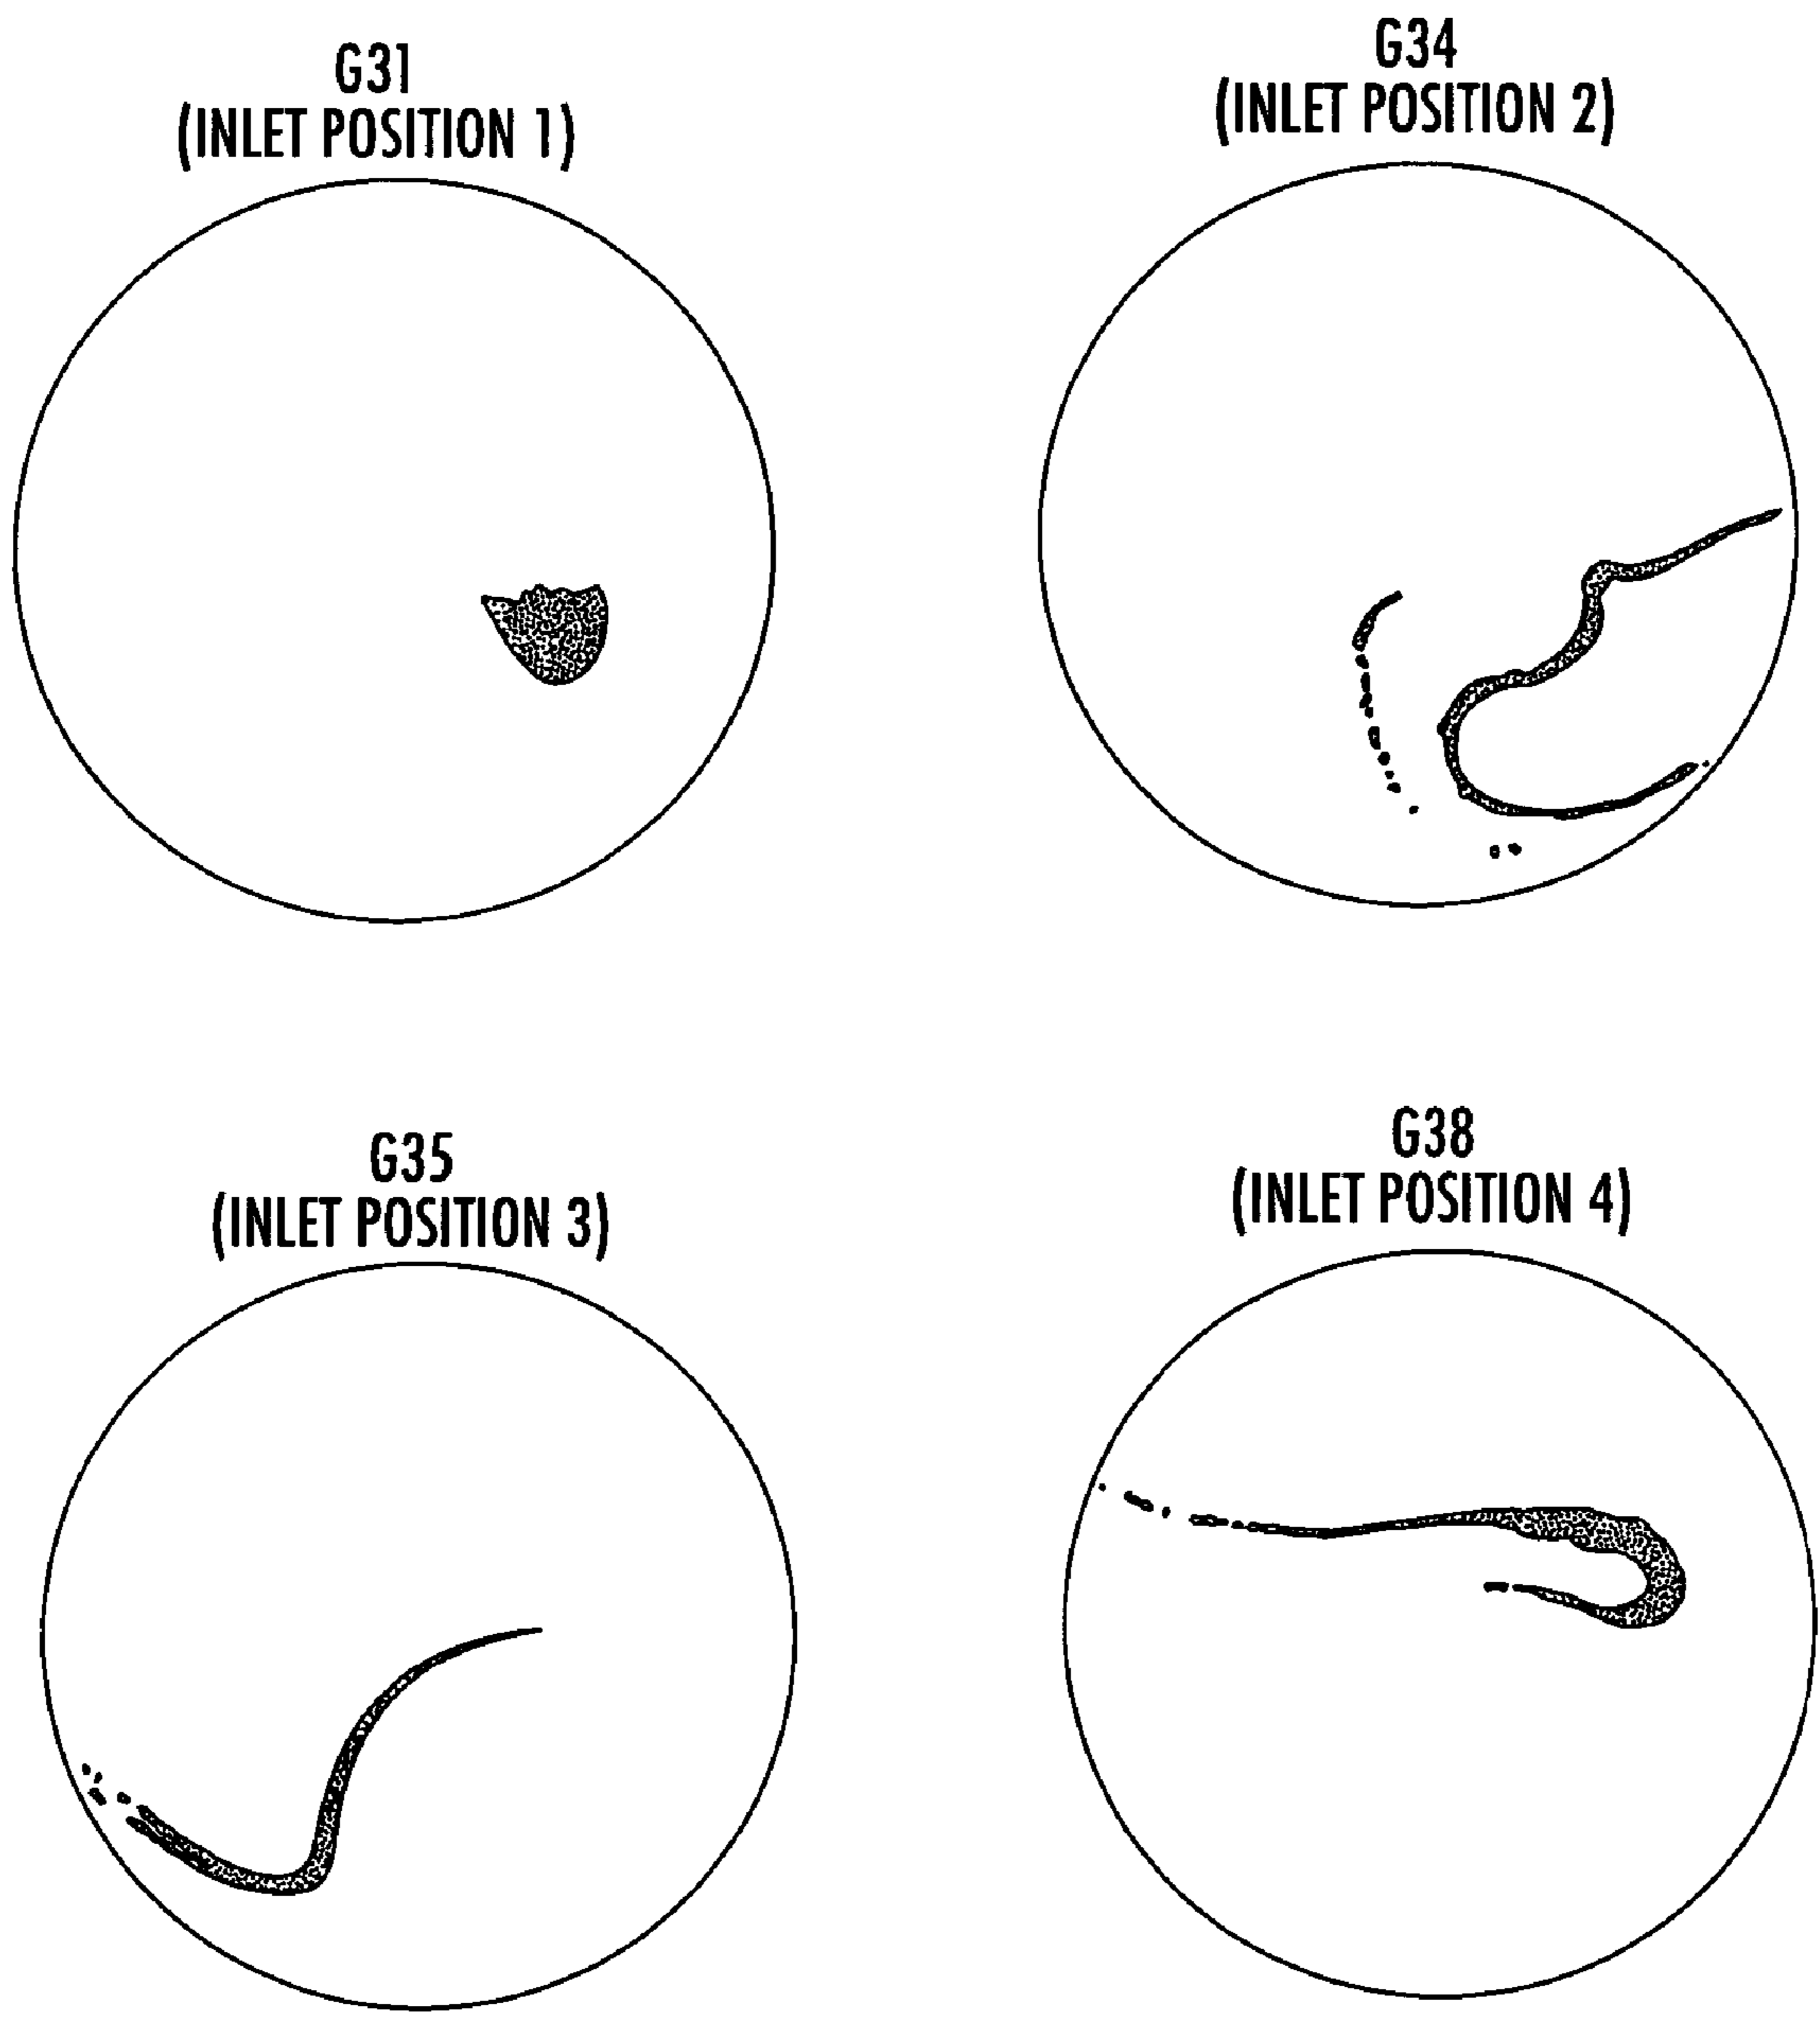 G31
(INLET POSITION 1)
G34
(INLET POSITION 2)
G35
(INLET POSITION 3)
G38
(INLET POSITION 4)